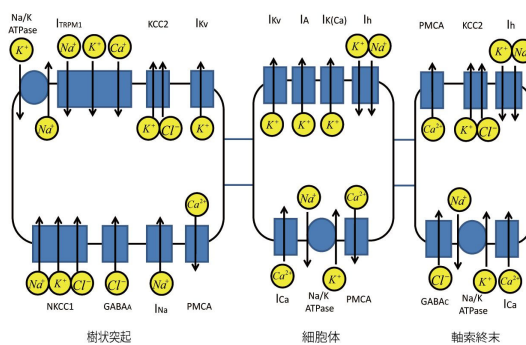 Na/K
ATPase
ITRPM1
KCC2
IKv
IKv
IA
IK(Ca)
Ih
PMCA
KCC2
Ih
K⁺
Na⁺
K⁺
Ca⁺
K⁺
Na⁺
K⁺
Na
Na⁺
K⁺
Cl⁻
K⁺
K⁺
K⁺
K⁺
Ca²⁺
K⁺
Cl⁻
Ca²⁺
Na⁺
Ca²⁺
Na⁺
Na⁺
K⁺
Cl⁻
Cl⁻
Na⁺
Ca²⁺
K⁺
Cl⁻
K⁺
Ca²⁺
NKCC1
GABAA
INa
PMCA
ICa
Na/K
ATPase
PMCA
GABAC
Na/K
ATPase
ICa
樹状突起
細胞体
軸索終末